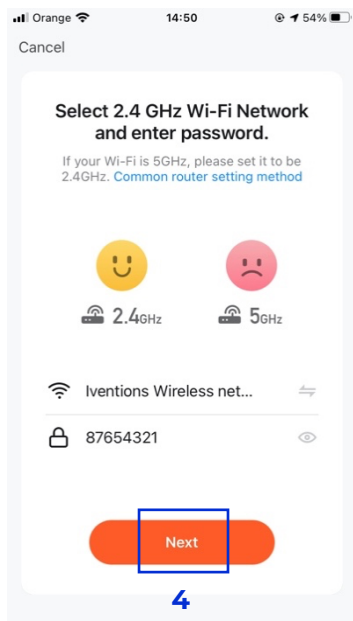 Orange 14:50 54%
Cancel
Select 2.4 GHz Wi-Fi Network
and enter password.
If your Wi-Fi is 5GHz, please set it to be
2.4GHz. Common router setting method
2.4GHz 5GHz
Iventions Wireless net...
87654321
Next
4